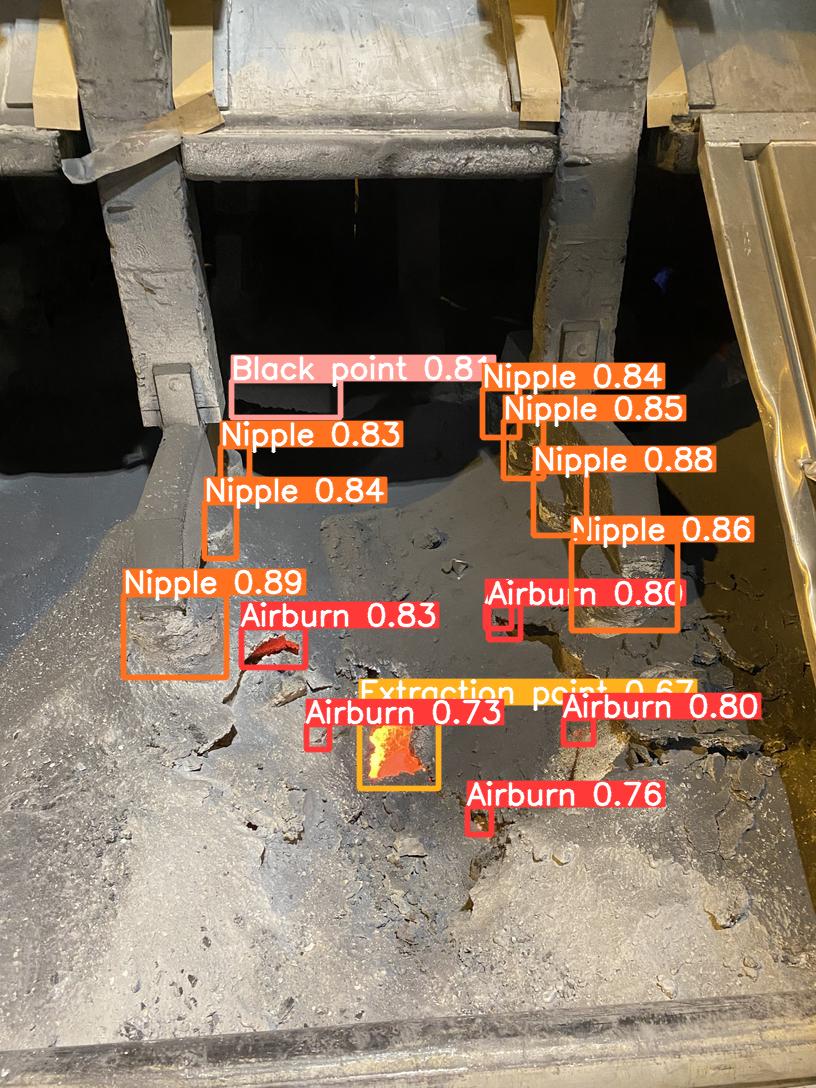 Black point 0.81
Nipple 0.84
Nipple 0.85
Nipple 0.83
Nipple 0.88
Nipple 0.84
Nipple 0.86
Nipple 0.89
Airburn 0.80
Airburn 0.83
Extraction point 0.67
Airburn 0.73
Airburn 0.80
Airburn 0.76